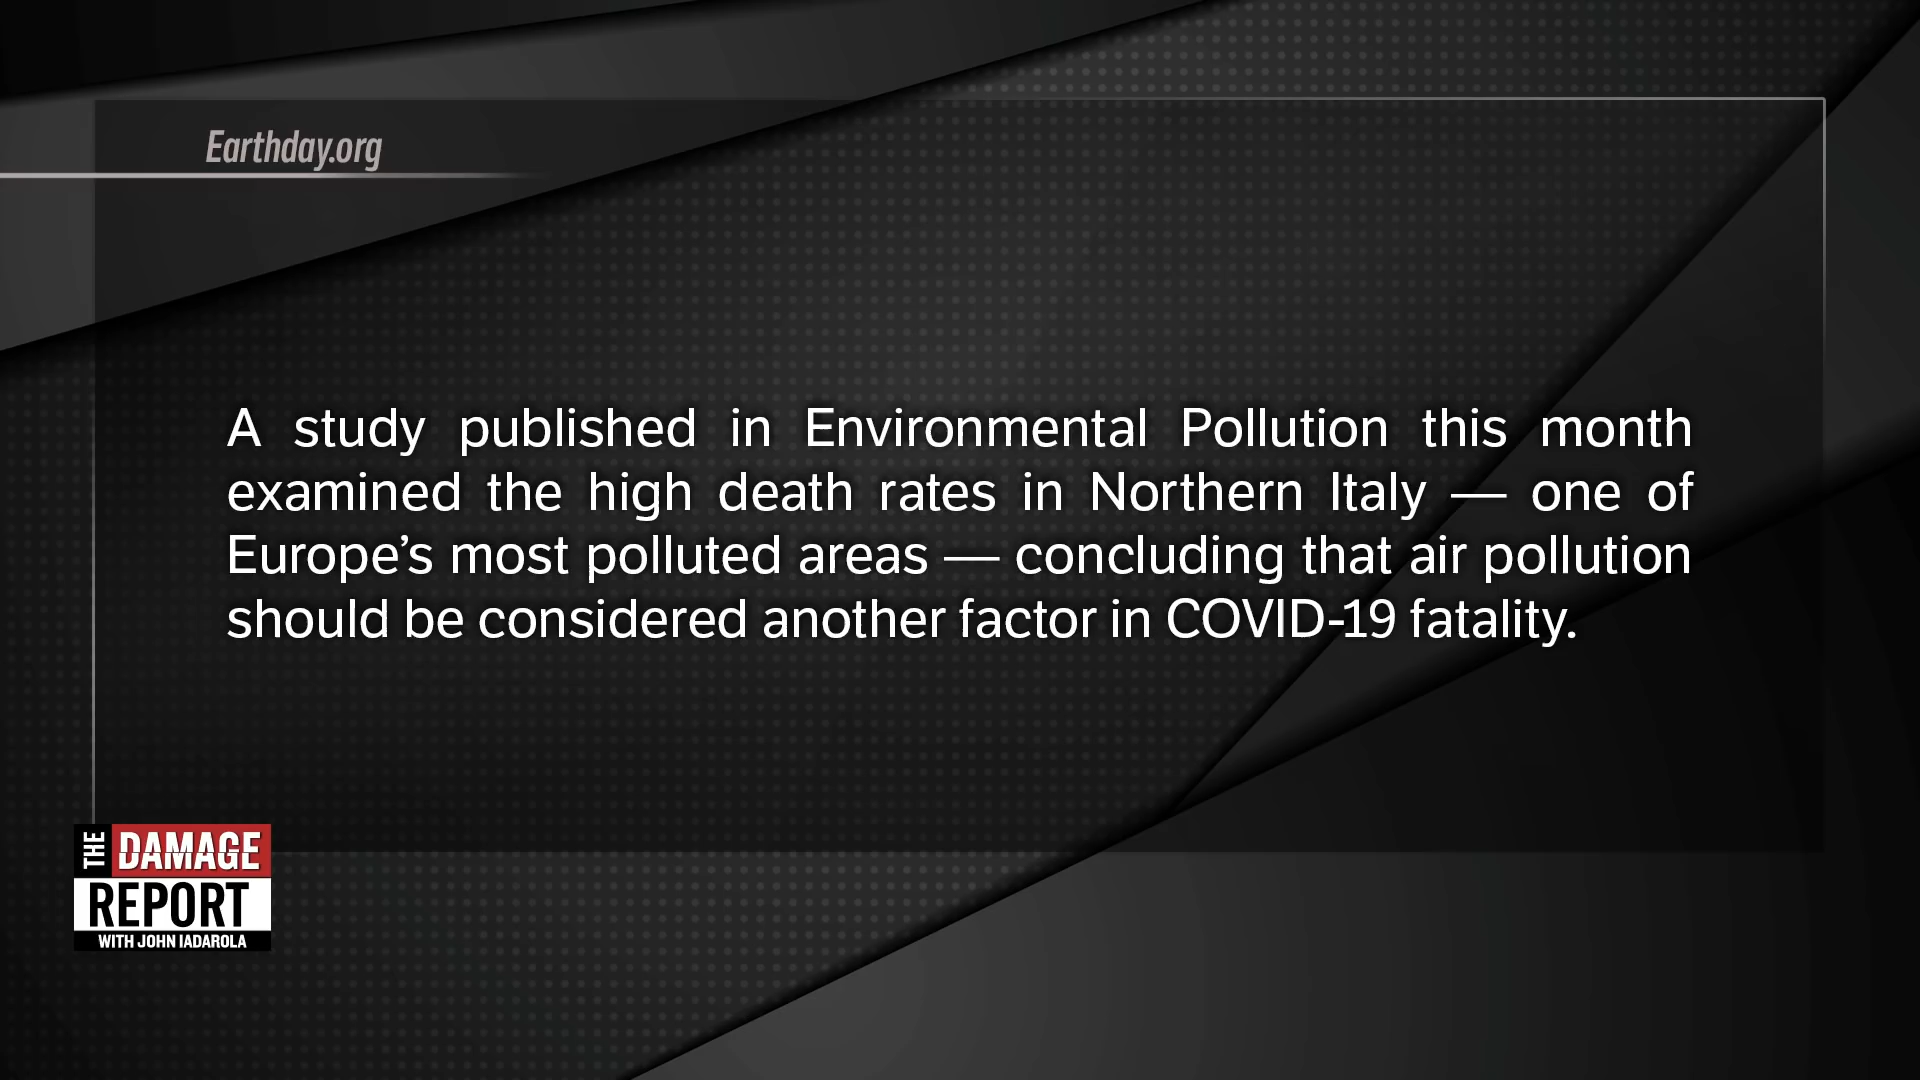 Earthday.org
A study published in Environmental Pollution this month
examined the high death rates in Northern Italy — one of
Europe’s most polluted areas — concluding that air pollution
should be considered another factor in COVID-19 fatality.
THE DAMAGE
REPORT
WITH JOHN IADAROLA